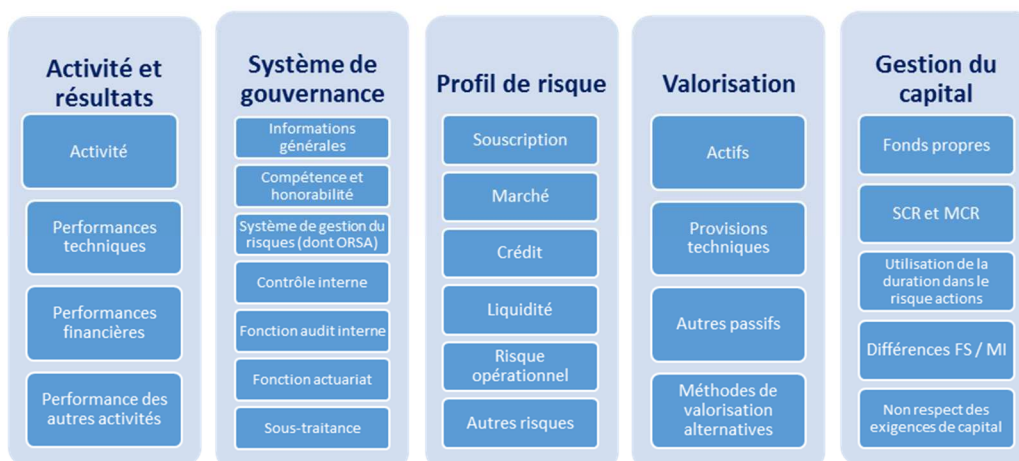 Activité et
résultats
Activité
Performances
techniques
Performances
financières
Performance des
autres activités
Système de
gouvernance
Informations
générales
Compétence et
honorabilité
Système de gestion du
risques (dont ORSA)
Contrôle interne
Fonction audit interne
Fonction actuariat
Sous-traitance
Profil de risque
Souscription
Marché
Crédit
Liquidité
Risque
opérationnel
Autres risques
Valorisation
Actifs
Provisions
techniques
Autres passifs
Méthodes de
valorisation
alternatives
Gestion du
capital
Fonds propres
SCR et MCR
Utilisation de la
duration dans le
risque actions
Différences FS / MI
Non respect des
exigences de capital